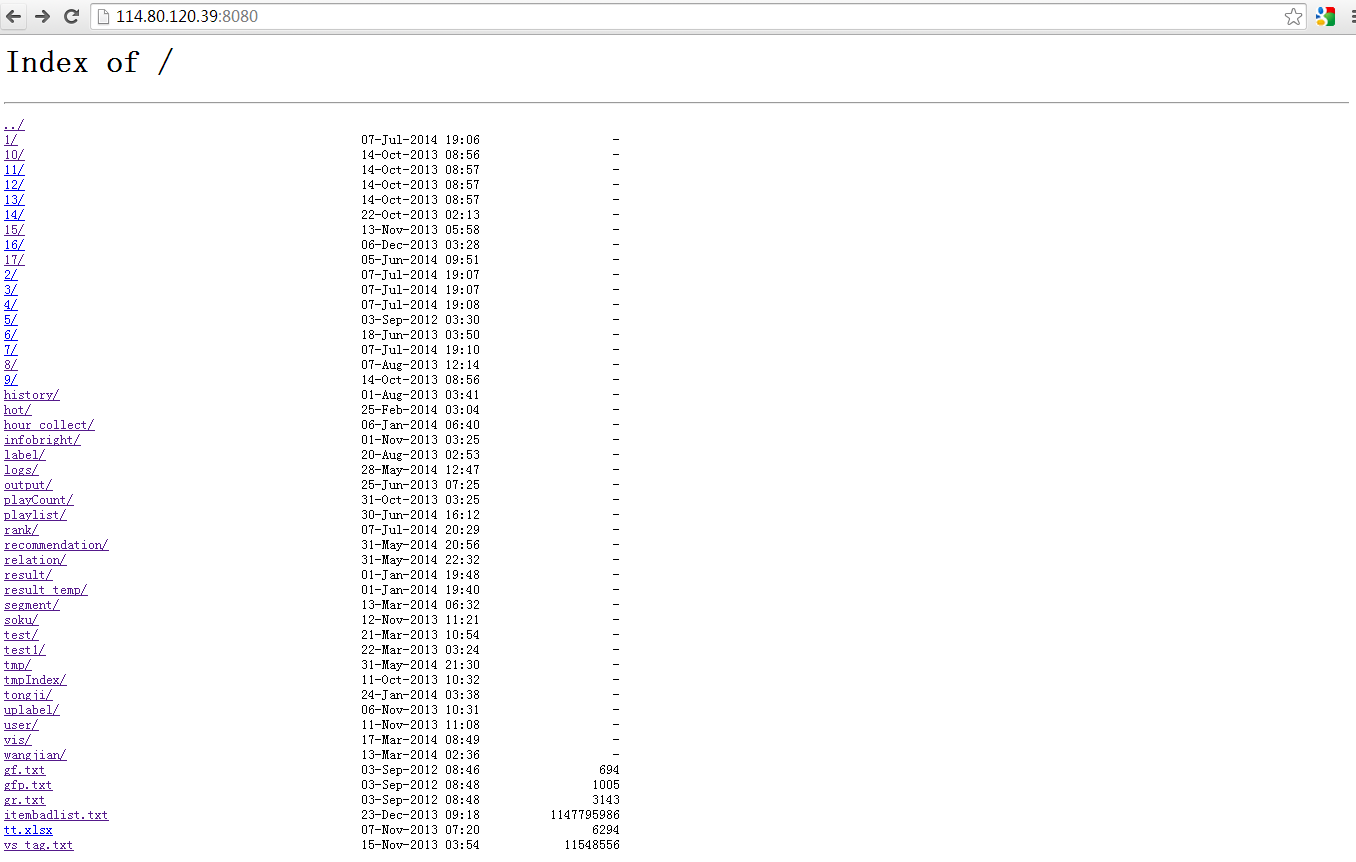 114.80.120.39:8080
Index of /
../
1/ 07-Jul-2014 19:06 -
10/ 14-Oct-2013 08:56 -
11/ 14-Oct-2013 08:57 -
12/ 14-Oct-2013 08:57 -
13/ 14-Oct-2013 08:57 -
14/ 22-Oct-2013 02:13 -
15/ 13-Nov-2013 05:58 -
16/ 06-Dec-2013 03:28 -
17/ 05-Jun-2014 09:51 -
2/ 07-Jul-2014 19:07 -
3/ 07-Jul-2014 19:07 -
4/ 07-Jul-2014 19:08 -
5/ 03-Sep-2012 03:30 -
6/ 18-Jun-2013 03:50 -
7/ 07-Jul-2014 19:10 -
8/ 07-Aug-2013 12:14 -
9/ 14-Oct-2013 08:56 -
history/ 01-Aug-2013 03:41 -
hot/ 25-Feb-2014 03:04 -
hour_collect/ 06-Jan-2014 06:40 -
infobright/ 01-Nov-2013 03:25 -
label/ 20-Aug-2013 02:53 -
logs/ 28-May-2014 12:47 -
output/ 25-Jun-2013 07:25 -
playCount/ 31-Oct-2013 03:25 -
playlist/ 30-Jun-2014 16:12 -
rank/ 07-Jul-2014 20:29 -
recommendation/ 31-May-2014 20:56 -
relation/ 31-May-2014 22:32 -
result/ 01-Jan-2014 19:48 -
result_temp/ 01-Jan-2014 19:40 -
segment/ 13-Mar-2014 06:32 -
soku/ 12-Nov-2013 11:21 -
test/ 21-Mar-2013 10:54 -
test1/ 22-Mar-2013 03:24 -
tmp/ 31-May-2014 21:30 -
tmpIndex/ 11-Oct-2013 10:32 -
tongji/ 24-Jan-2014 03:38 -
uplabel/ 06-Nov-2013 10:31 -
user/ 11-Nov-2013 11:08 -
vis/ 17-Mar-2014 08:49 -
wangjian/ 13-Mar-2014 02:36 -
gf.txt 03-Sep-2012 08:46 694
gfp.txt 03-Sep-2012 08:48 1005
gr.txt 03-Sep-2012 08:48 3143
itembadlist.txt 23-Dec-2013 09:18 1147795986
tt.xlsx 07-Nov-2013 07:20 6294
vs_tag.txt 15-Nov-2013 03:54 11548556